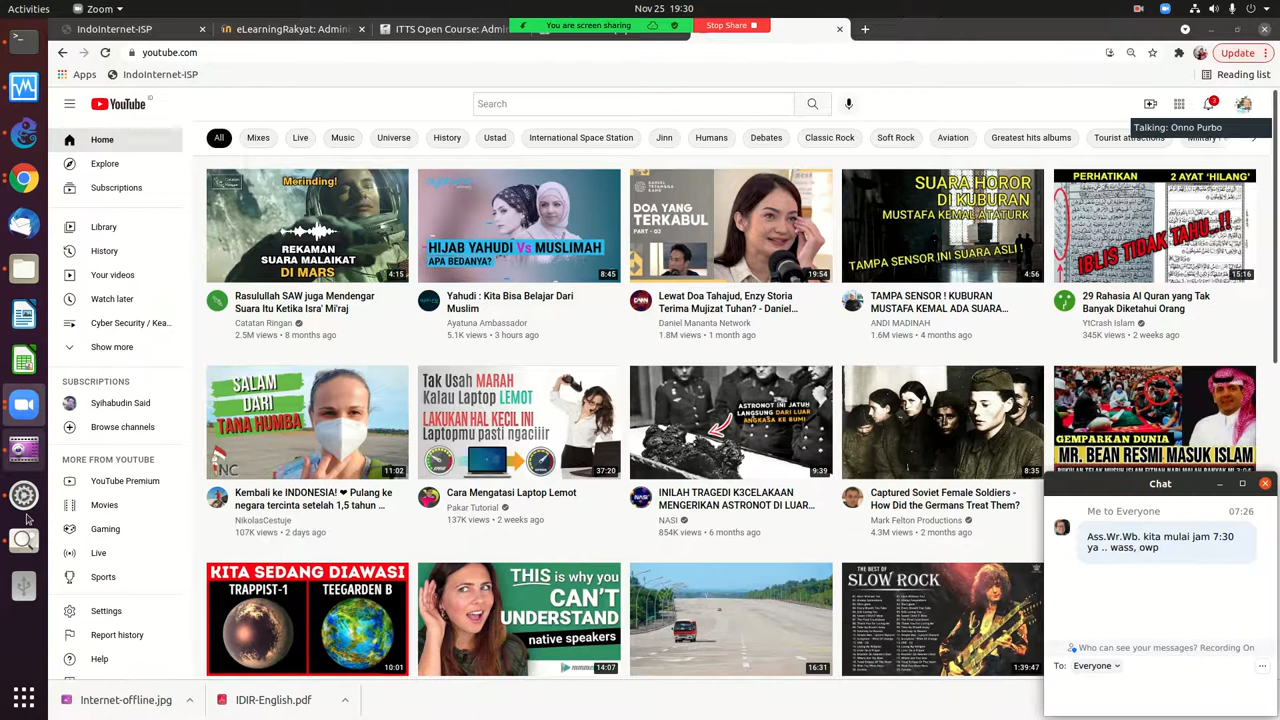 Activities
Zoom
Nov 25 19:30
IndoInternet-ISP
eLearningRakyat: Admin
ITTS Open Course: Adm
You are screen sharing
Stop Share
youtube.com
Update
Apps
IndoInternet-ISP
Reading list
YouTube ID
Search
3
Talking: Onno Purbo
All
Mixes
Live
Music
Universe
History
Ustad
International Space Station
Jinn
Humans
Debates
Classic Rock
Soft Rock
Aviation
Greatest hits albums
Tourist attractions
Home
Explore
Subscriptions
Library
History
Your videos
Watch later
Cyber Security / Kea...
Show more
SUBSCRIPTIONS
Syihabudin Said
Browse channels
MORE FROM YOUTUBE
YouTube Premium
Movies
Gaming
Live
Sports
Settings
Report history
Help
Merinding!
REKAMAN
SUARA MALAIKAT
DI MARS
4:15
Rasulullah SAW juga Mendengar
Suara Itu Ketika Isra' Mi'raj
Catatan Ringan
2.5M views • 8 months ago
HIJAB YAHUDI Vs MUSLIMAH
APA BEDANYA?
8:45
Yahudi : Kita Bisa Belajar Dari
Muslim
Ayatuna Ambassador
5.1K views • 3 hours ago
DANIEL
TETANGGA
KAMU
DOA YANG
TERKABUL
PART - 03
19:54
Lewat Doa Tahajud, Enzy Storia
Terima Mujizat Tuhan? - Daniel...
Daniel Mananta Network
1.8M views • 1 month ago
SUARA HOROR
DI KUBURAN
MUSTAFA KEMAL ATATURK
TAMPA SENSOR INI SUARA ASLI !
4:56
TAMPA SENSOR ! KUBURAN
MUSTAFA KEMAL ADA SUARA...
ANDI MADINAH
1.6M views • 4 months ago
PERHATIKAN
2 AYAT 'HILANG'
IBLIS TIDAK TAHU..!!
15:16
29 Rahasia Al Quran yang Tak
Banyak Diketahui Orang
YtCrash Islam
345K views • 2 weeks ago
SALAM
DARI
TANA HUMBA
NC
11:02
Kembali ke INDONESIA! ❤ Pulang ke
negara tercinta setelah 1,5 tahun ...
NikolasCestuje
107K views • 2 days ago
Tak Usah MARAH
Kalau Laptop LEMOT
LAKUKAN HAL KECIL INI
Laptopmu pasti ngaciiir
37:20
Cara Mengatasi Laptop Lemot
Pakar Tutorial
137K views • 2 weeks ago
ASTRONOT INI JATUH
LANGSUNG DARI LUAR
ANGKASA KE BUMI
9:39
INILAH TRAGEDI K3CELAKAAN
MENGERIKAN ASTRONOT DI LUAR...
NASI
854K views • 6 months ago
8:35
Captured Soviet Female Soldiers -
How Did the Germans Treat Them?
Mark Felton Productions
4.3M views • 2 months ago
GEMPARKAN DUNIA
MR. BEAN RESMI MASUK ISLAM
KITA SEDANG DIAWASI
TRAPPIST-1
TEEGARDEN B
10:01
THIS is why you
CAN'T
UNDERSTAND
native speakers
14:07
16:31
THE BEST OF
SLOW ROCK
1:39:47
Chat
Me to Everyone
07:26
Ass.Wr.Wb. kita mulai jam 7:30
ya .. wass, owp
Who can see your messages? Recording On
To:
Everyone
Internet-offline.jpg
IDIR-English.pdf